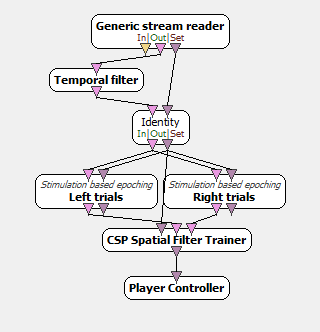 Generic stream reader
In|Out|Set
Temporal filter
Identity
In|Out|Set
Stimulation based epoching
Left trials
Stimulation based epoching
Right trials
CSP Spatial Filter Trainer
Player Controller